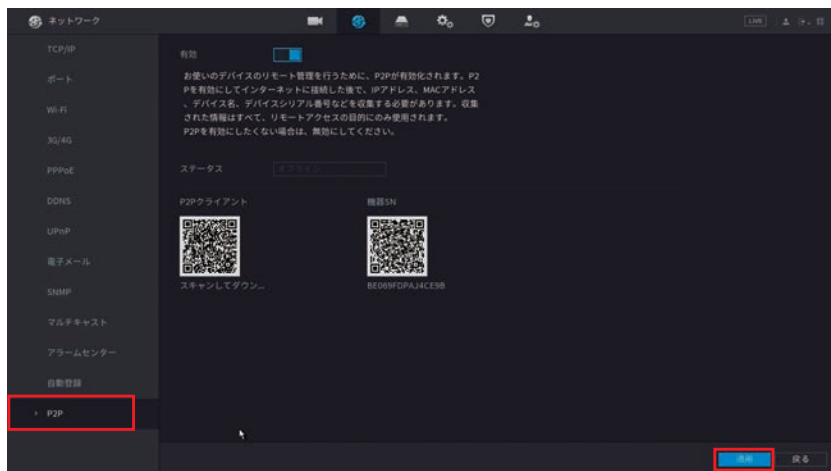 ネットワーク
LIVE
TCP/IP
ポート
Wi-Fi
3G/4G
PPPoE
DDNS
UPnP
電子メール
SNMP
マルチキャスト
アラームセンター
自動登録
P2P
有効
お使いのデバイスのリモート管理を行うために、P2Pが有効化されます。P2
Pを有効にしてインターネットに接続した後で、IPアドレス、MACアドレス
、デバイス名、デバイスシリアル番号などを収集する必要があります。収集
された情報はすべて、リモートアクセスの目的にのみ使用されます。
P2Pを有効にしたくない場合は、無効にしてください。
ステータス
オフライン
P2Pクライアント
機器SN
スキャンしてダウン...
BE069FDPAJ4CE9B
適用
戻る